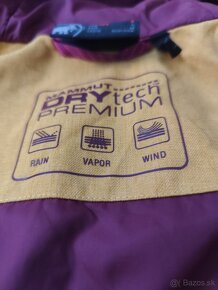 MAMMUT
DRYtech
PREMIUM
RAIN VAPOR WIND
Bazos.sk